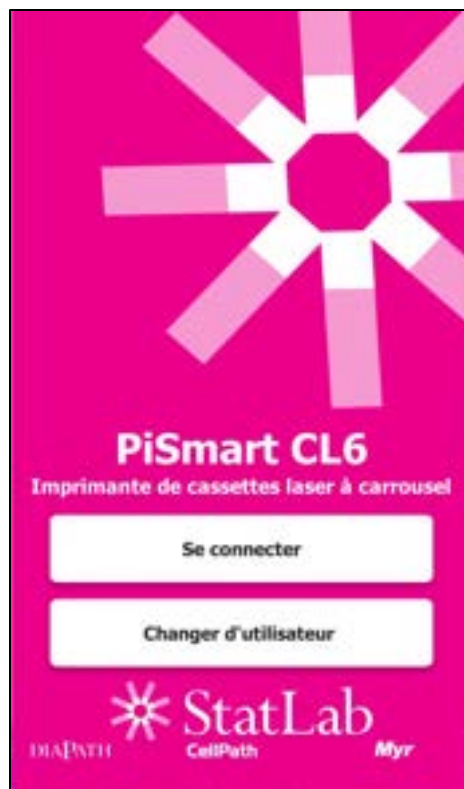 PiSmart CL6
Imprimante de cassettes laser à carrousel
Se connecter
Changer d'utilisateur
StatLab
DIAPATH CellPath Myr